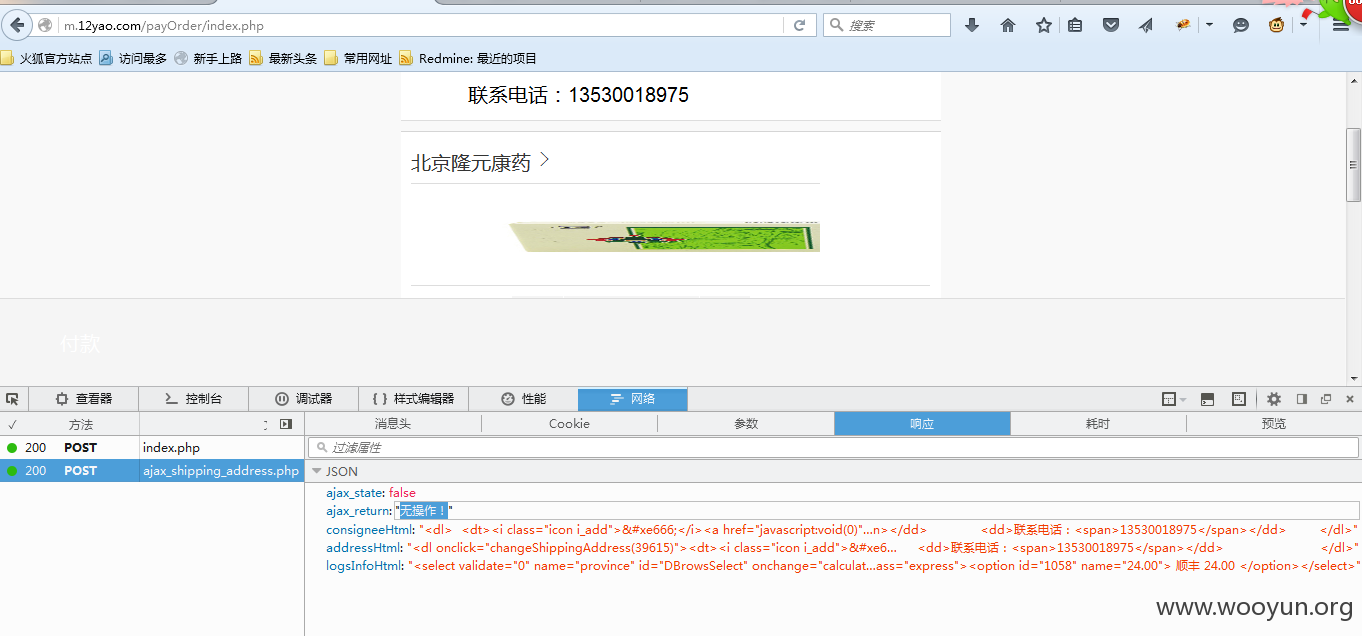 m.12yao.com/payOrder/index.php
搜索
火狐官方站点 访问最多 新手上路 最新头条 常用网址 Redmine: 最近的项目
联系电话：13530018975
北京隆元康药
付款
查看器 控制台 调试器 样式编辑器 性能 网络
✓ 方法 消息头 Cookie 参数 响应 耗时 预览
200 POST index.php
过滤属性
200 POST ajax_shipping_address.php
JSON
ajax_state: false
ajax_return: "无操作！"
consigneeHtml: "<dl> <dt><i class="icon i_add">&#xe666;</i><a href="javascript:void(0)"…n></dd> <dd>联系电话：<span>13530018975</span></dd> </dl>"
addressHtml: "<dl onclick="changeShippingAddress(39615)"><dt><i class="icon i_add">&#xe6… <dd>联系电话：<span>13530018975</span></dd> </dl>"
logsInfoHtml: "<select validate="0" name="province" id="DBrowsSelect" onchange="calculat…ass="express"><option id="1058" name="24.00"> 顺丰 24.00 </option></select>"
www.wooyun.org